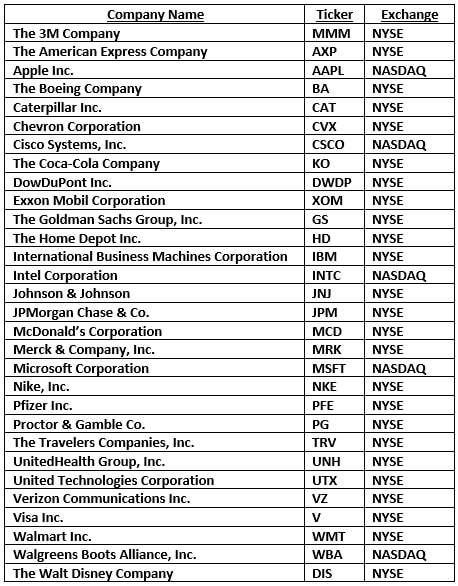 Company Name Ticker Exchange
The 3M Company MMM NYSE
The American Express Company AXP NYSE
Apple Inc. AAPL NASDAQ
The Boeing Company BA NYSE
Caterpillar Inc. CAT NYSE
Chevron Corporation CVX NYSE
Cisco Systems, Inc. CSCO NASDAQ
The Coca-Cola Company KO NYSE
DowDuPont Inc. DWDP NYSE
Exxon Mobil Corporation XOM NYSE
The Goldman Sachs Group, Inc. GS NYSE
The Home Depot Inc. HD NYSE
International Business Machines Corporation IBM NYSE
Intel Corporation INTC NASDAQ
Johnson & Johnson JNJ NYSE
JPMorgan Chase & Co. JPM NYSE
McDonald’s Corporation MCD NYSE
Merck & Company, Inc. MRK NYSE
Microsoft Corporation MSFT NASDAQ
Nike, Inc. NKE NYSE
Pfizer Inc. PFE NYSE
Proctor & Gamble Co. PG NYSE
The Travelers Companies, Inc. TRV NYSE
UnitedHealth Group, Inc. UNH NYSE
United Technologies Corporation UTX NYSE
Verizon Communications Inc. VZ NYSE
Visa Inc. V NYSE
Walmart Inc. WMT NYSE
Walgreens Boots Alliance, Inc. WBA NASDAQ
The Walt Disney Company DIS NYSE